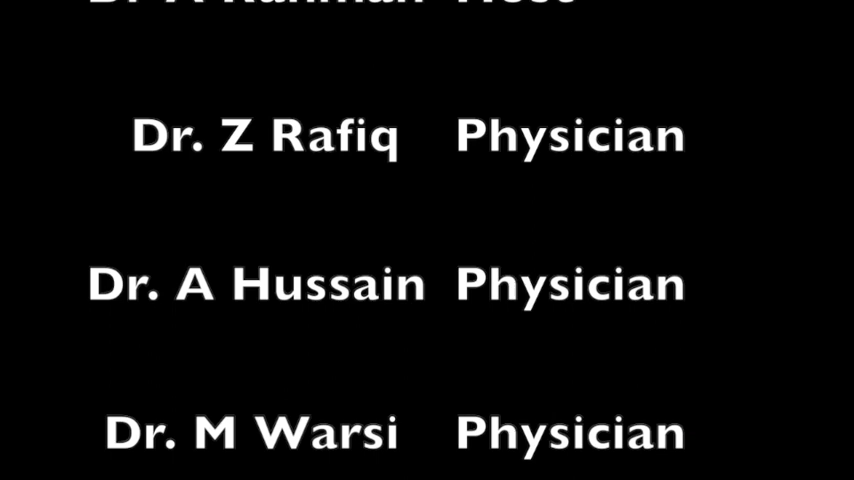 Dr. Z Rafiq Physician
Dr. A Hussain Physician
Dr. M Warsi Physician